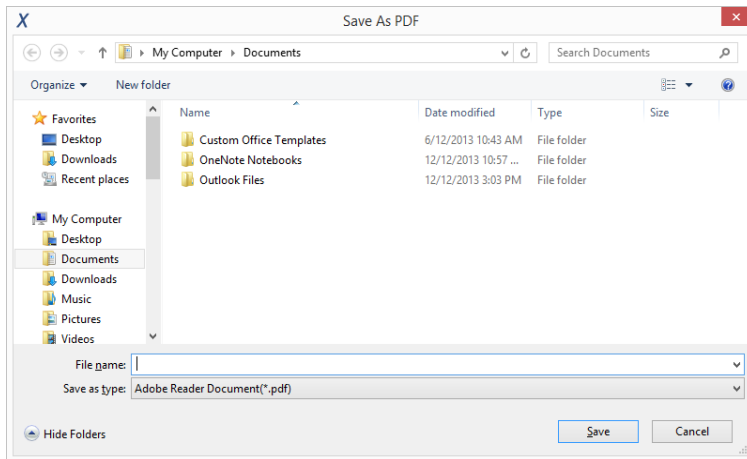 X Save As PDF
My Computer Documents Search Documents
Organize New folder
Name Date modified Type Size
Favorites
Desktop
Downloads
Recent places
My Computer
Desktop
Documents
Downloads
Music
Pictures
Videos
Custom Office Templates 6/12/2013 10:43 AM File folder
OneNote Notebooks 12/12/2013 10:57 ... File folder
Outlook Files 12/12/2013 3:03 PM File folder
File name:
Save as type: Adobe Reader Document(*.pdf)
Hide Folders Save Cancel